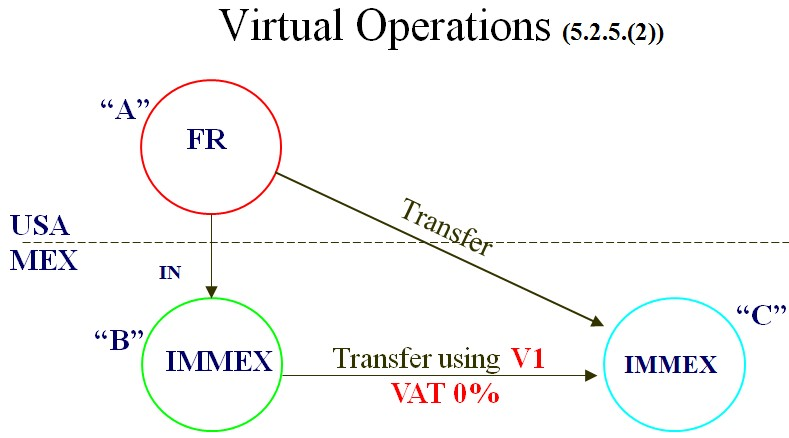 Virtual Operations (5.2.5.(2))
“A”
FR
Transfer
USA
MEX
IN
“B”
IMMEX
Transfer using V1
VAT 0%
“C”
IMMEX